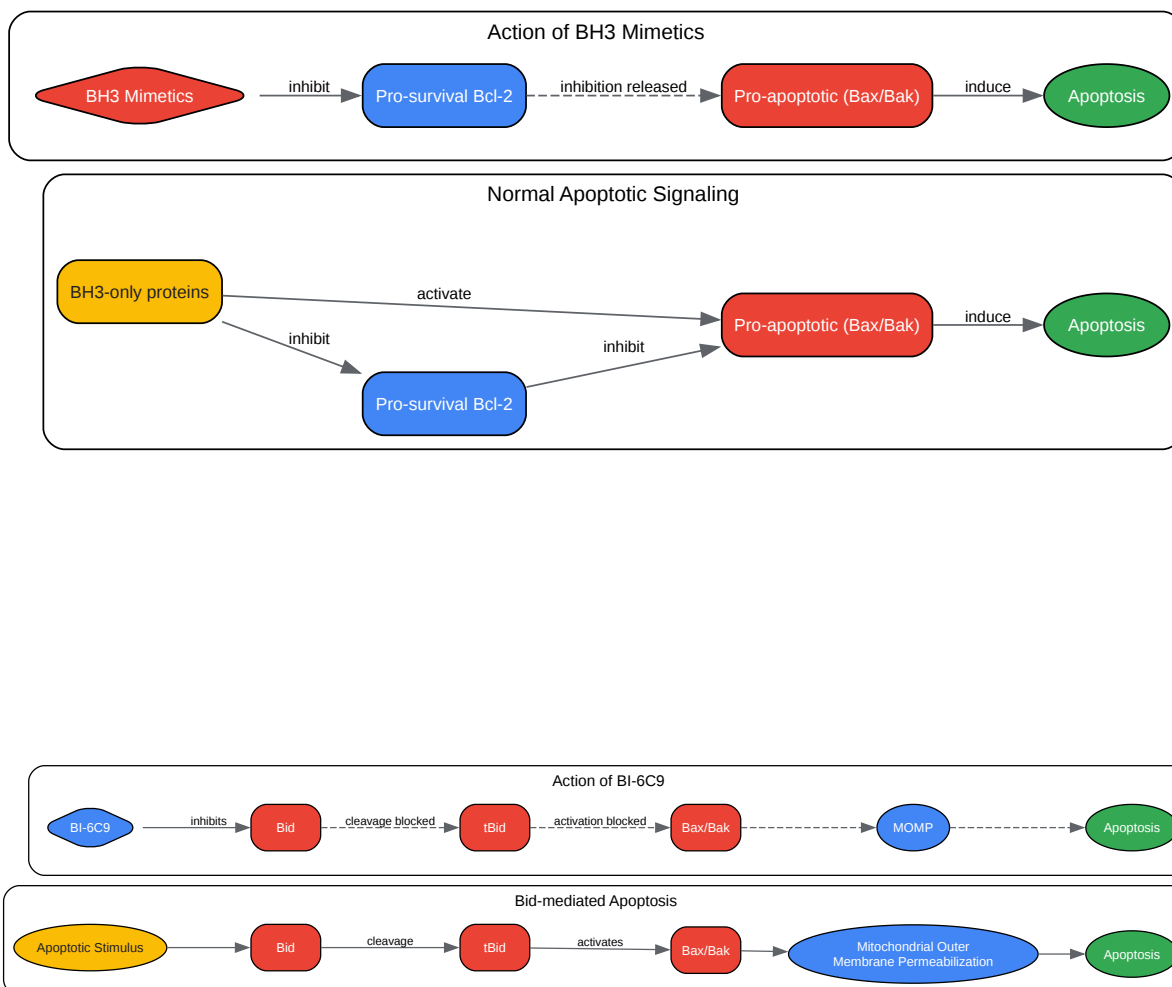 Action of BH3 Mimetics
BH3 Mimetics
inhibit
Pro-survival Bcl-2
inhibition released
Pro-apoptotic (Bax/Bak)
induce
Apoptosis
Normal Apoptotic Signaling
BH3-only proteins
activate
inhibit
Pro-survival Bcl-2
inhibit
Pro-apoptotic (Bax/Bak)
induce
Apoptosis
Action of BI-6C9
BI-6C9
inhibits
Bid
cleavage blocked
tBid
activation blocked
Bax/Bak
MOMP
Apoptosis
Bid-mediated Apoptosis
Apoptotic Stimulus
Bid
cleavage
tBid
activates
Bax/Bak
Mitochondrial Outer
Membrane Permeabilization
Apoptosis